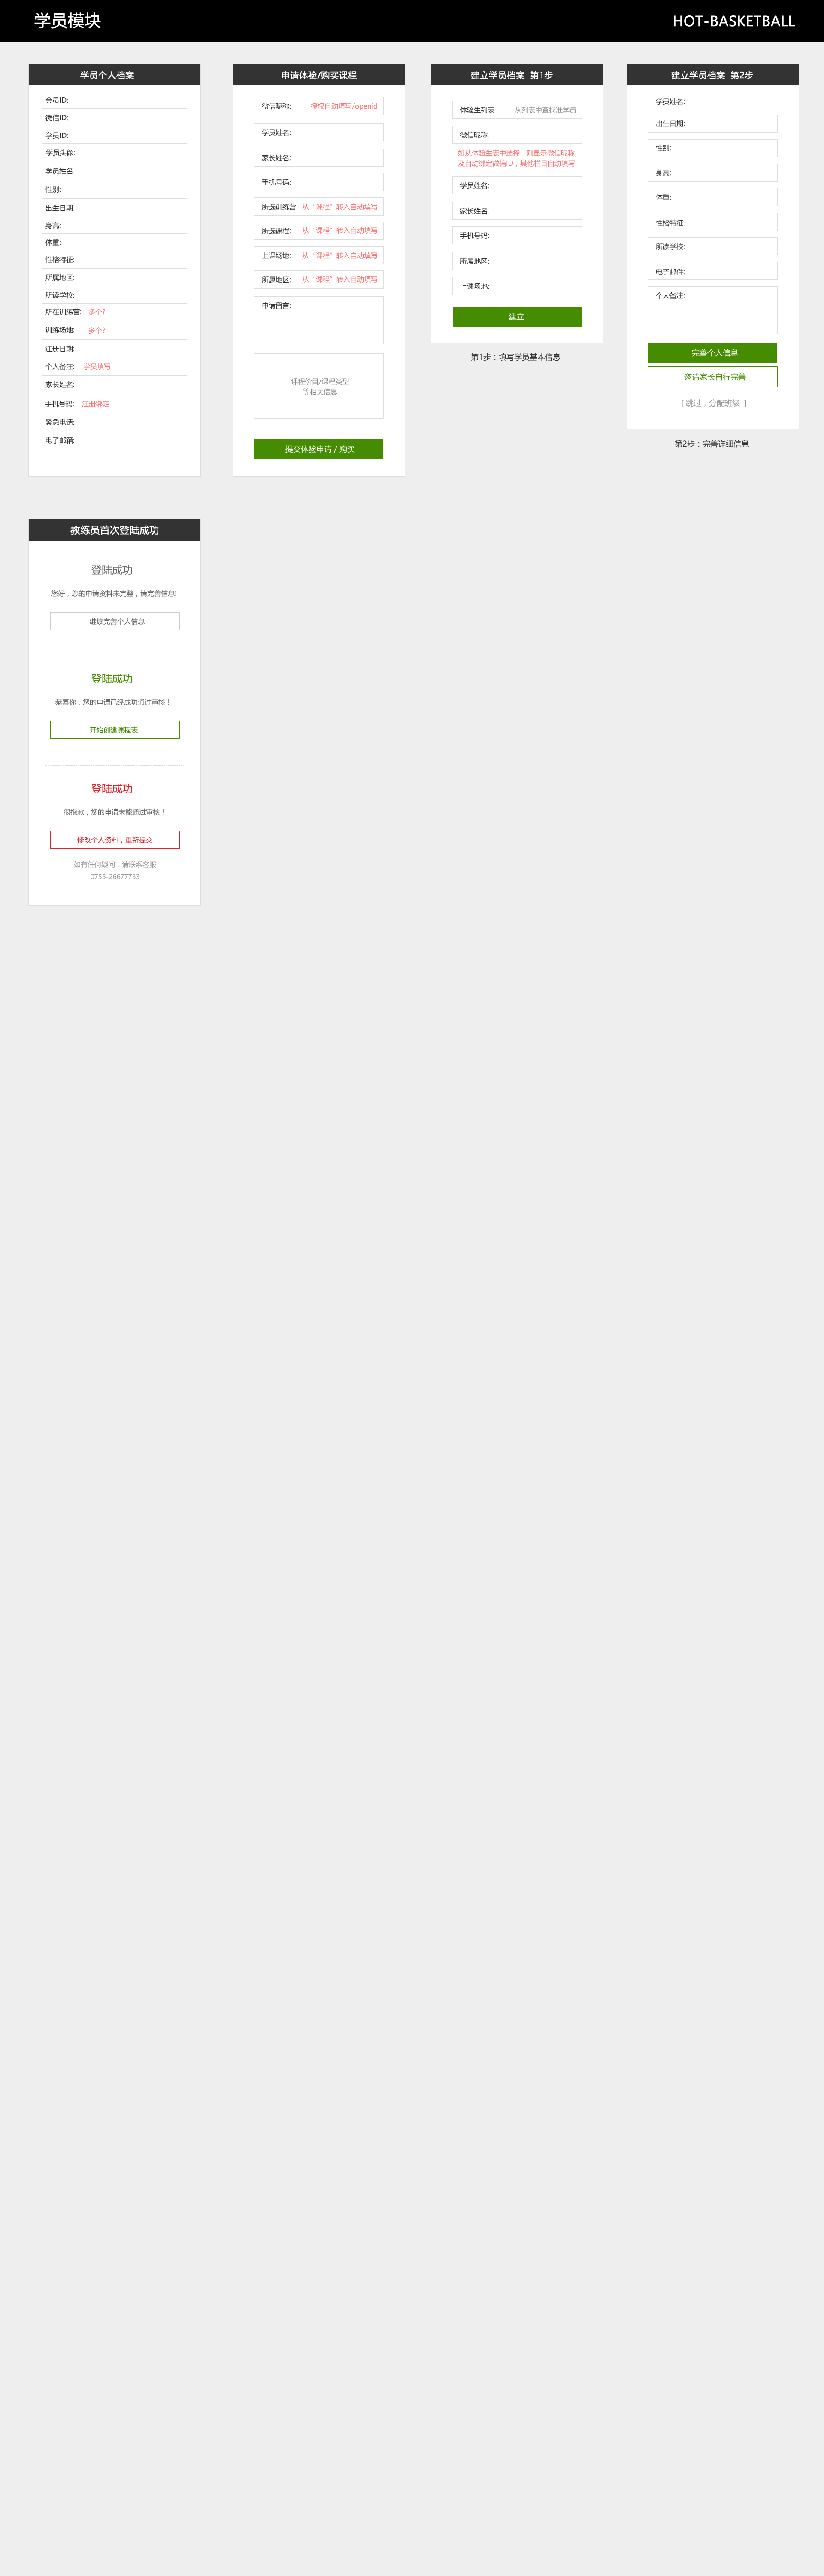 学员模块
HOT-BASKETBALL
学员个人档案
会员ID:
微信ID:
学员ID:
学员头像:
学员姓名:
性别:
出生日期:
身高:
体重:
性格特征:
所属地区:
所读学校:
所在训练营: 多个?
训练场地: 多个?
注册日期:
个人备注: 学员填写
家长姓名:
手机号码: 注册绑定
紧急电话:
电子邮箱:
申请体验/购买课程
微信昵称: 授权自动填写/openid
学员姓名:
家长姓名:
手机号码:
所选训练营: 从“课程”转入自动填写
所选课程: 从“课程”转入自动填写
上课场地: 从“课程”转入自动填写
所属地区: 从“课程”转入自动填写
申请留言:
课程价目/课程类型
等相关信息
提交体验申请 / 购买
建立学员档案 第1步
体验生列表 从列表中查找准学员
微信昵称:
如从体验生表中选择，则显示微信昵称
及自动绑定微信ID，其他栏目自动填写
学员姓名:
家长姓名:
手机号码:
所属地区:
上课场地:
建立
第1步：填写学员基本信息
建立学员档案 第2步
学员姓名:
出生日期:
性别:
身高:
体重:
性格特征:
所读学校:
电子邮件:
个人备注:
完善个人信息
邀请家长自行完善
[ 跳过，分配班级 ]
第2步：完善详细信息
教练员首次登陆成功
登陆成功
您好，您的申请资料未完整，请完善信息!
继续完善个人信息
登陆成功
恭喜你，您的申请已经成功通过审核！
开始创建课程表
登陆成功
很抱歉，您的申请未能通过审核！
修改个人资料，重新提交
如有任何疑问，请联系客服
0755-26677733